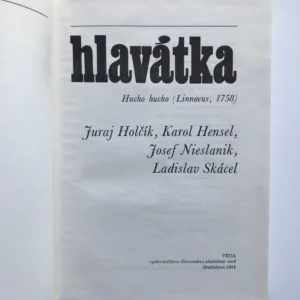 hlavátka
Hucho hucho (Linnaeus, 1758)
Juraj Holčík, Karol Hensel,
Josef Nieslanik,
Ladislav Skácel
VEDA
vydavateľstvo Slovenskej akadémie vied
Bratislava 1984